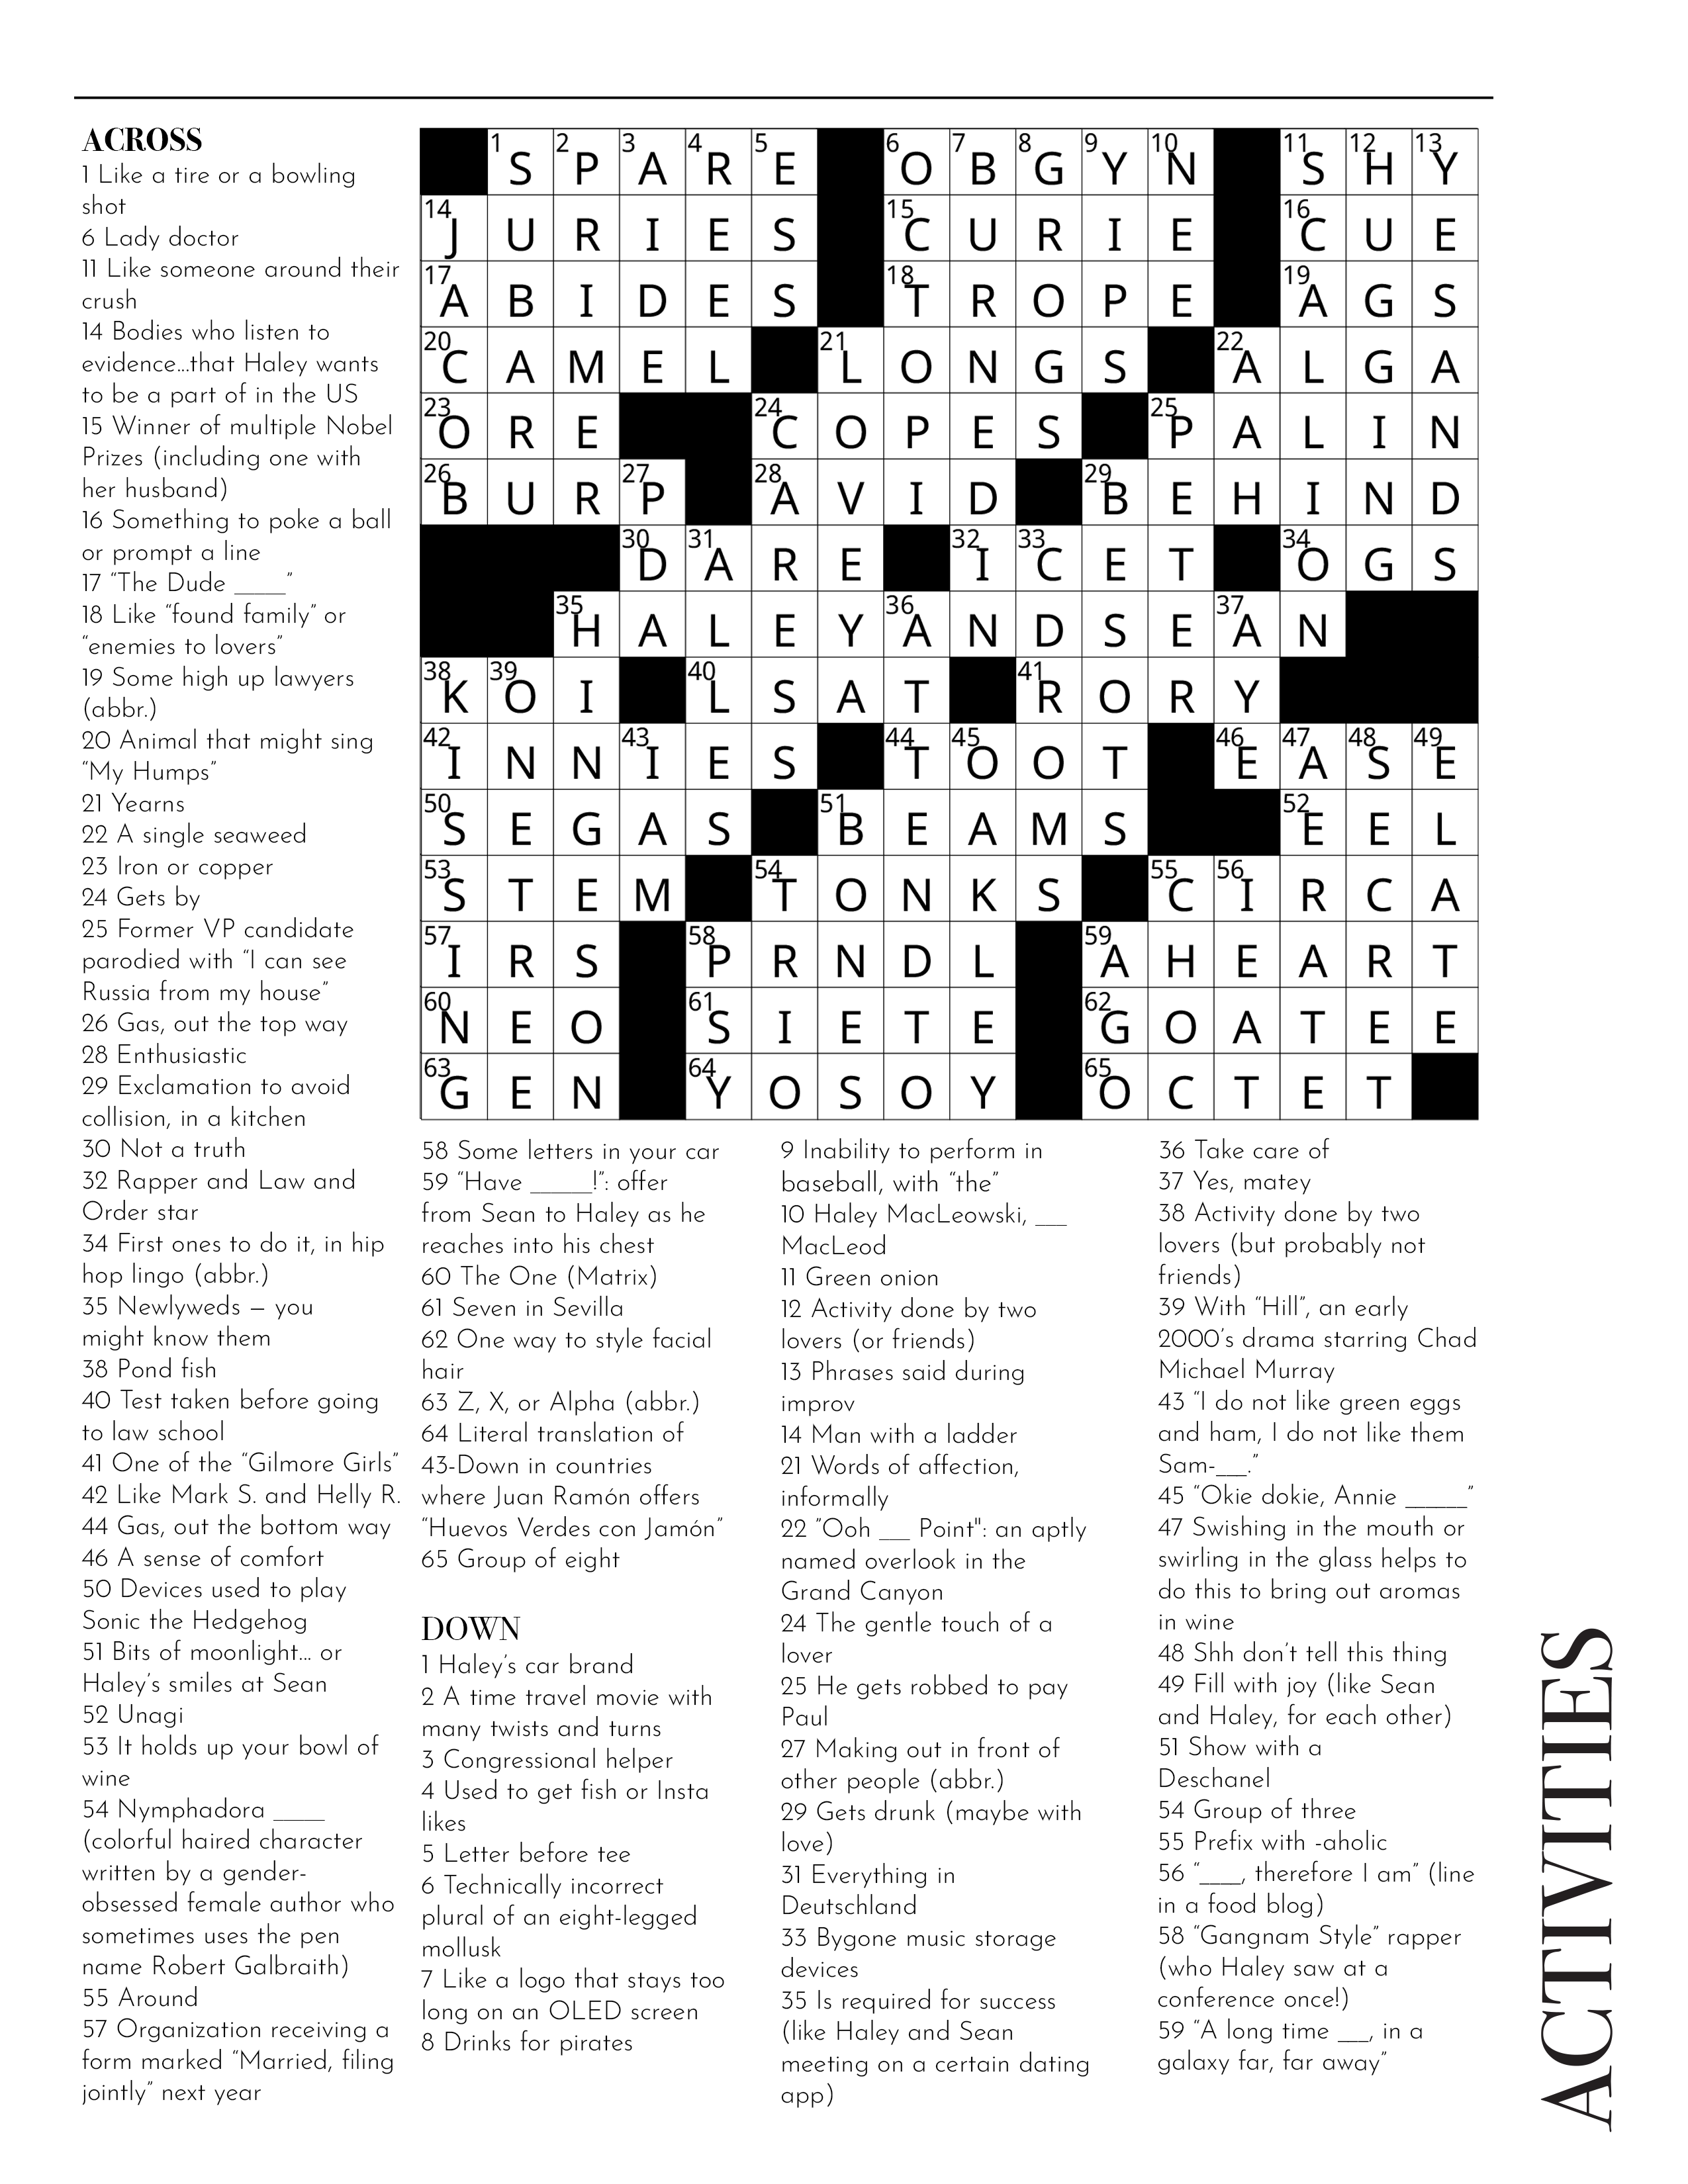 ACROSS
1 Like a tire or a bowling
shot
6 Lady doctor
11 Like someone around their
crush
14 Bodies who listen to
evidence...that Haley wants
to be a part of in the US
15 Winner of multiple Nobel
Prizes (including one with
her husband)
16 Something to poke a ball
or prompt a line
17 “The Dude ____”
18 Like “found family” or
“enemies to lovers”
19 Some high up lawyers
(abbr.)
20 Animal that might sing
“My Humps”
21 Yearns
22 A single seaweed
23 Iron or copper
24 Gets by
25 Former VP candidate
parodied with “I can see
Russia from my house”
26 Gas, out the top way
28 Enthusiastic
29 Exclamation to avoid
collision, in a kitchen
30 Not a truth
32 Rapper and Law and
Order star
34 First ones to do it, in hip
hop lingo (abbr.)
35 Newlyweds – you
might know them
38 Pond fish
40 Test taken before going
to law school
41 One of the “Gilmore Girls”
42 Like Mark S. and Helly R.
44 Gas, out the bottom way
46 A sense of comfort
50 Devices used to play
Sonic the Hedgehog
51 Bits of moonlight... or
Haley’s smiles at Sean
52 Unagi
53 It holds up your bowl of
wine
54 Nymphadora ____
(colorful haired character
written by a gender-
obsessed female author who
sometimes uses the pen
name Robert Galbraith)
55 Around
57 Organization receiving a
form marked “Married, filing
jointly” next year
1 S 2 P 3 A 4 R 5 E 6 O 7 B 8 G 9 Y 10 N 11 S 12 H 13 Y
14 J U R I E S 15 C U R I E 16 C U E
17 A B I D E S 18 T R O P E 19 A G S
20 C A M E L 21 L O N G S 22 A L G A
23 O R E 24 C O P E S 25 P A L I N
26 B U R 27 P 28 A V I D 29 B E H I N D
30 D 31 A R E 32 I 33 C E T 34 O G S
35 H A L E Y 36 A N D S E 37 A N
38 K 39 O I 40 L S A T 41 R O R Y
42 I N N 43 I E S 44 T 45 O O T 46 E 47 A 48 S 49 E
50 S E G A S 51 B E A M S 52 E E L
53 S T E M 54 T O N K S 55 C 56 I R C A
57 I R S 58 P R N D L 59 A H E A R T
60 N E O 61 S I E T E 62 G O A T E E
63 G E N 64 Y O S O Y 65 O C T E T
58 Some letters in your car
59 “Have _____!”: offer
from Sean to Haley as he
reaches into his chest
60 The One (Matrix)
61 Seven in Sevilla
62 One way to style facial
hair
63 Z, X, or Alpha (abbr.)
64 Literal translation of
43-Down in countries
where Juan Ramón offers
“Huevos Verdes con Jamón”
65 Group of eight
DOWN
1 Haley’s car brand
2 A time travel movie with
many twists and turns
3 Congressional helper
4 Used to get fish or Insta
likes
5 Letter before tee
6 Technically incorrect
plural of an eight-legged
mollusk
7 Like a logo that stays too
long on an OLED screen
8 Drinks for pirates
9 Inability to perform in
baseball, with “the”
10 Haley MacLeowski, ___
MacLeod
11 Green onion
12 Activity done by two
lovers (or friends)
13 Phrases said during
improv
14 Man with a ladder
21 Words of affection,
informally
22 “Ooh ___ Point": an aptly
named overlook in the
Grand Canyon
24 The gentle touch of a
lover
25 He gets robbed to pay
Paul
27 Making out in front of
other people (abbr.)
29 Gets drunk (maybe with
love)
31 Everything in
Deutschland
33 Bygone music storage
devices
35 Is required for success
(like Haley and Sean
meeting on a certain dating
app)
36 Take care of
37 Yes, matey
38 Activity done by two
lovers (but probably not
friends)
39 With “Hill”, an early
2000’s drama starring Chad
Michael Murray
43 “I do not like green eggs
and ham, I do not like them
Sam-___.”
45 “Okie dokie, Annie _____”
47 Swishing in the mouth or
swirling in the glass helps to
do this to bring out aromas
in wine
48 Shh don’t tell this thing
49 Fill with joy (like Sean
and Haley, for each other)
51 Show with a
Deschanel
54 Group of three
55 Prefix with -aholic
56 “____, therefore I am” (line
in a food blog)
58 “Gangnam Style” rapper
(who Haley saw at a
conference once!)
59 “A long time ___, in a
galaxy far, far away”
ACTIVITIES